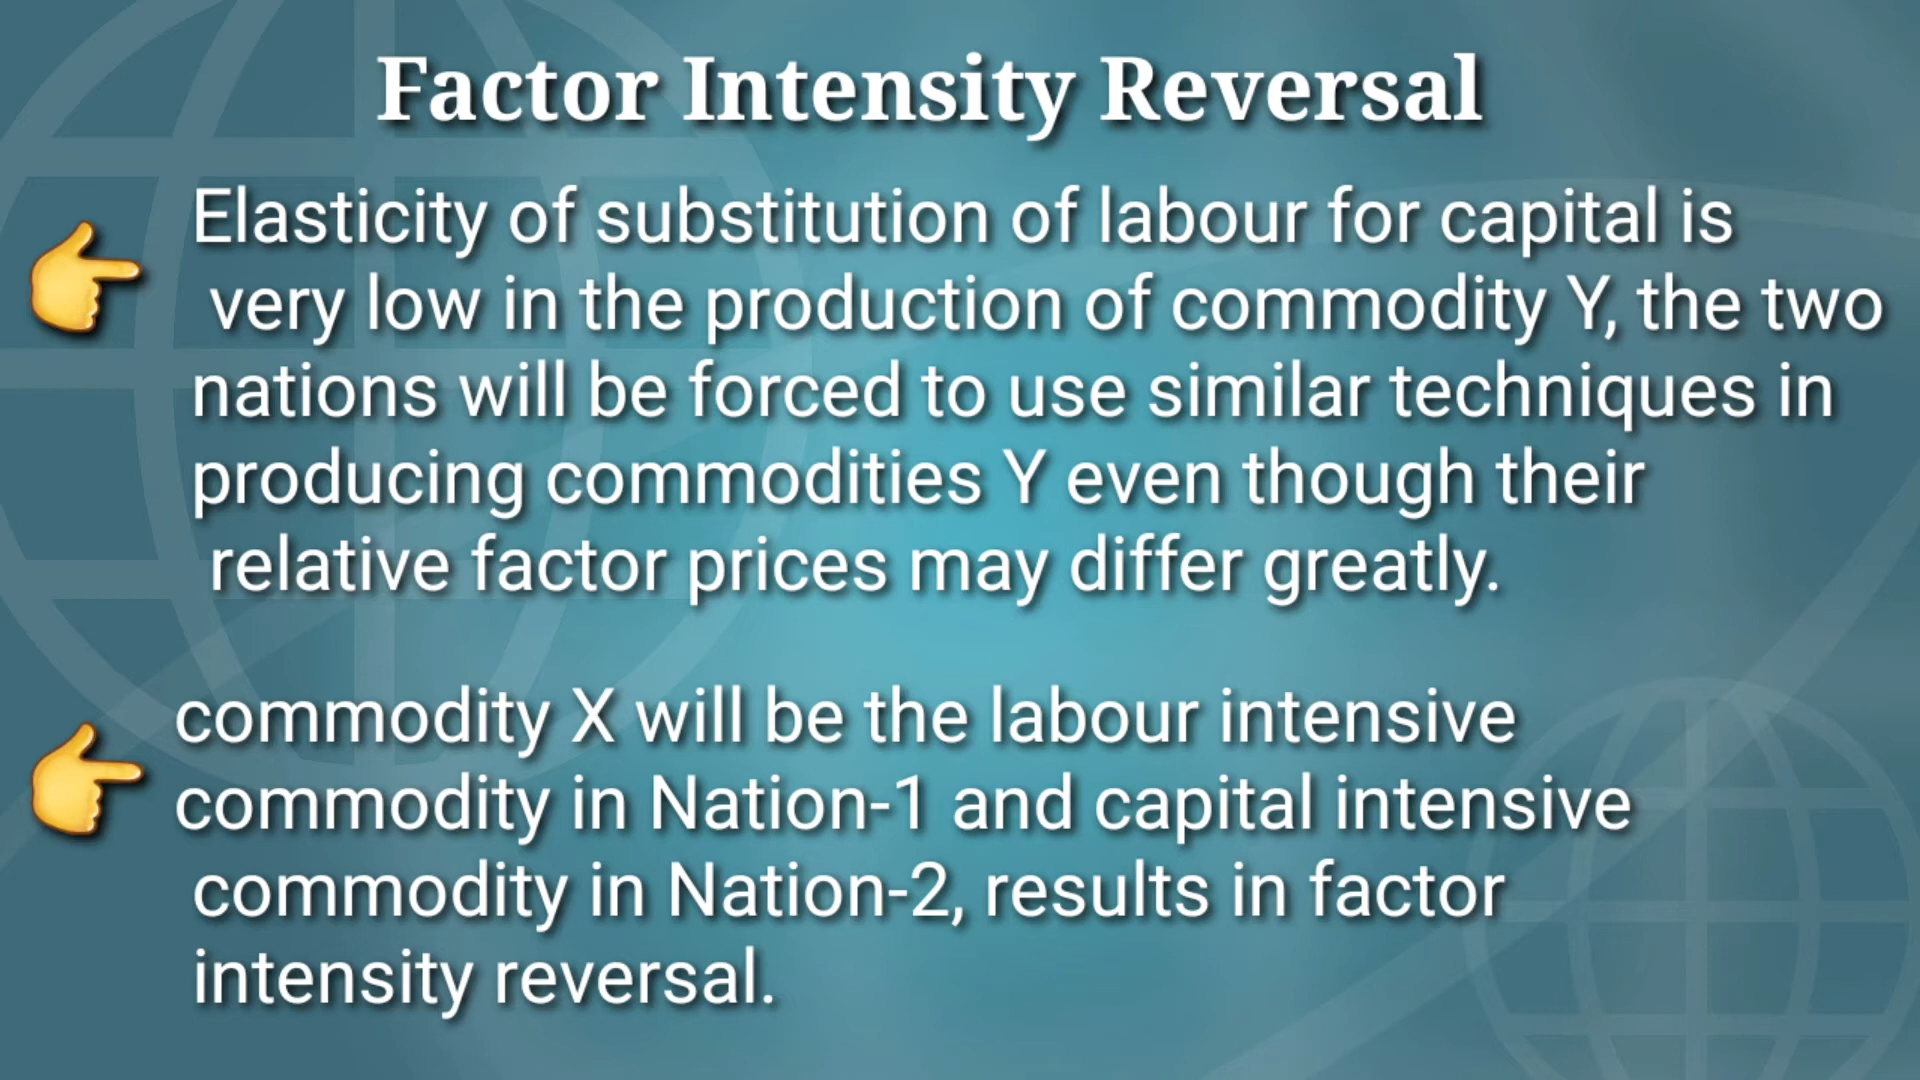 Factor Intensity Reversal
Elasticity of substitution of labour for capital is
very low in the production of commodity Y, the two
nations will be forced to use similar techniques in
producing commodities Y even though their
relative factor prices may differ greatly.
commodity X will be the labour intensive
commodity in Nation-1 and capital intensive
commodity in Nation-2, results in factor
intensity reversal.